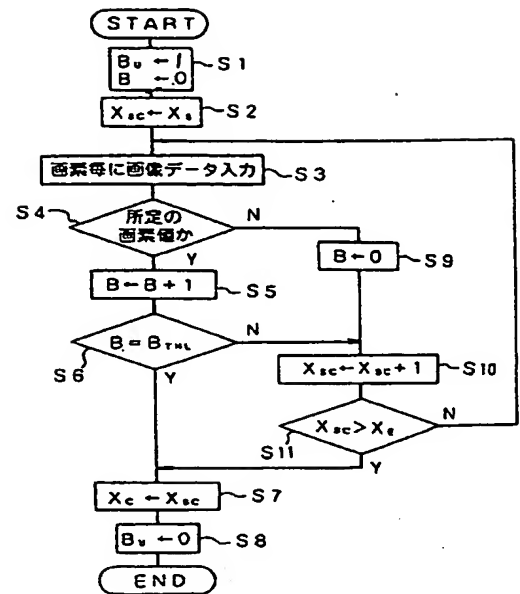 START
Bu ←1
B ←0
S1
Xsc←Xs
S2
画素毎に画像データ入力
S3
S4
所定の
画素値か
N
Y
B←0
S9
B←B+1
S5
B=BTHL
N
S6
Y
Xsc←Xsc+1
S10
Xsc>Xε
N
S11
Y
Xc←Xsc
S7
Bu←0
S8
END